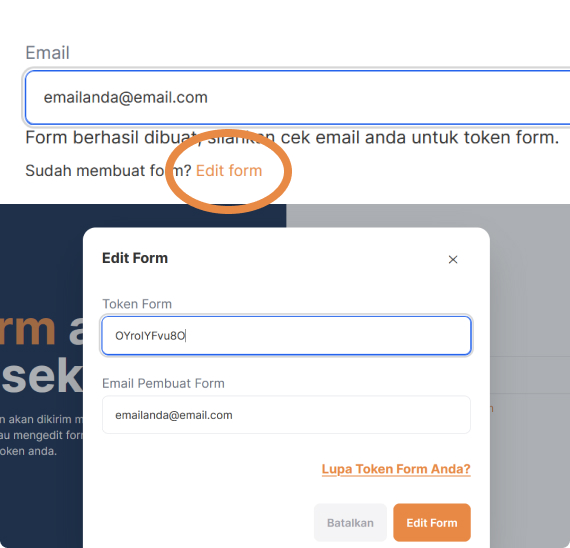 Email
emailanda@email.com
Form berhasil dibuat, silahkan cek email anda untuk token form.
Sudah membuat form? Edit form
Edit Form
Token Form
OYroIYFvu8O
Email Pembuat Form
emailanda@email.com
Lupa Token Form Anda?
Batalkan
Edit Form
rm a
sek
n akan dikirim m
au mengedit forr
oken anda.